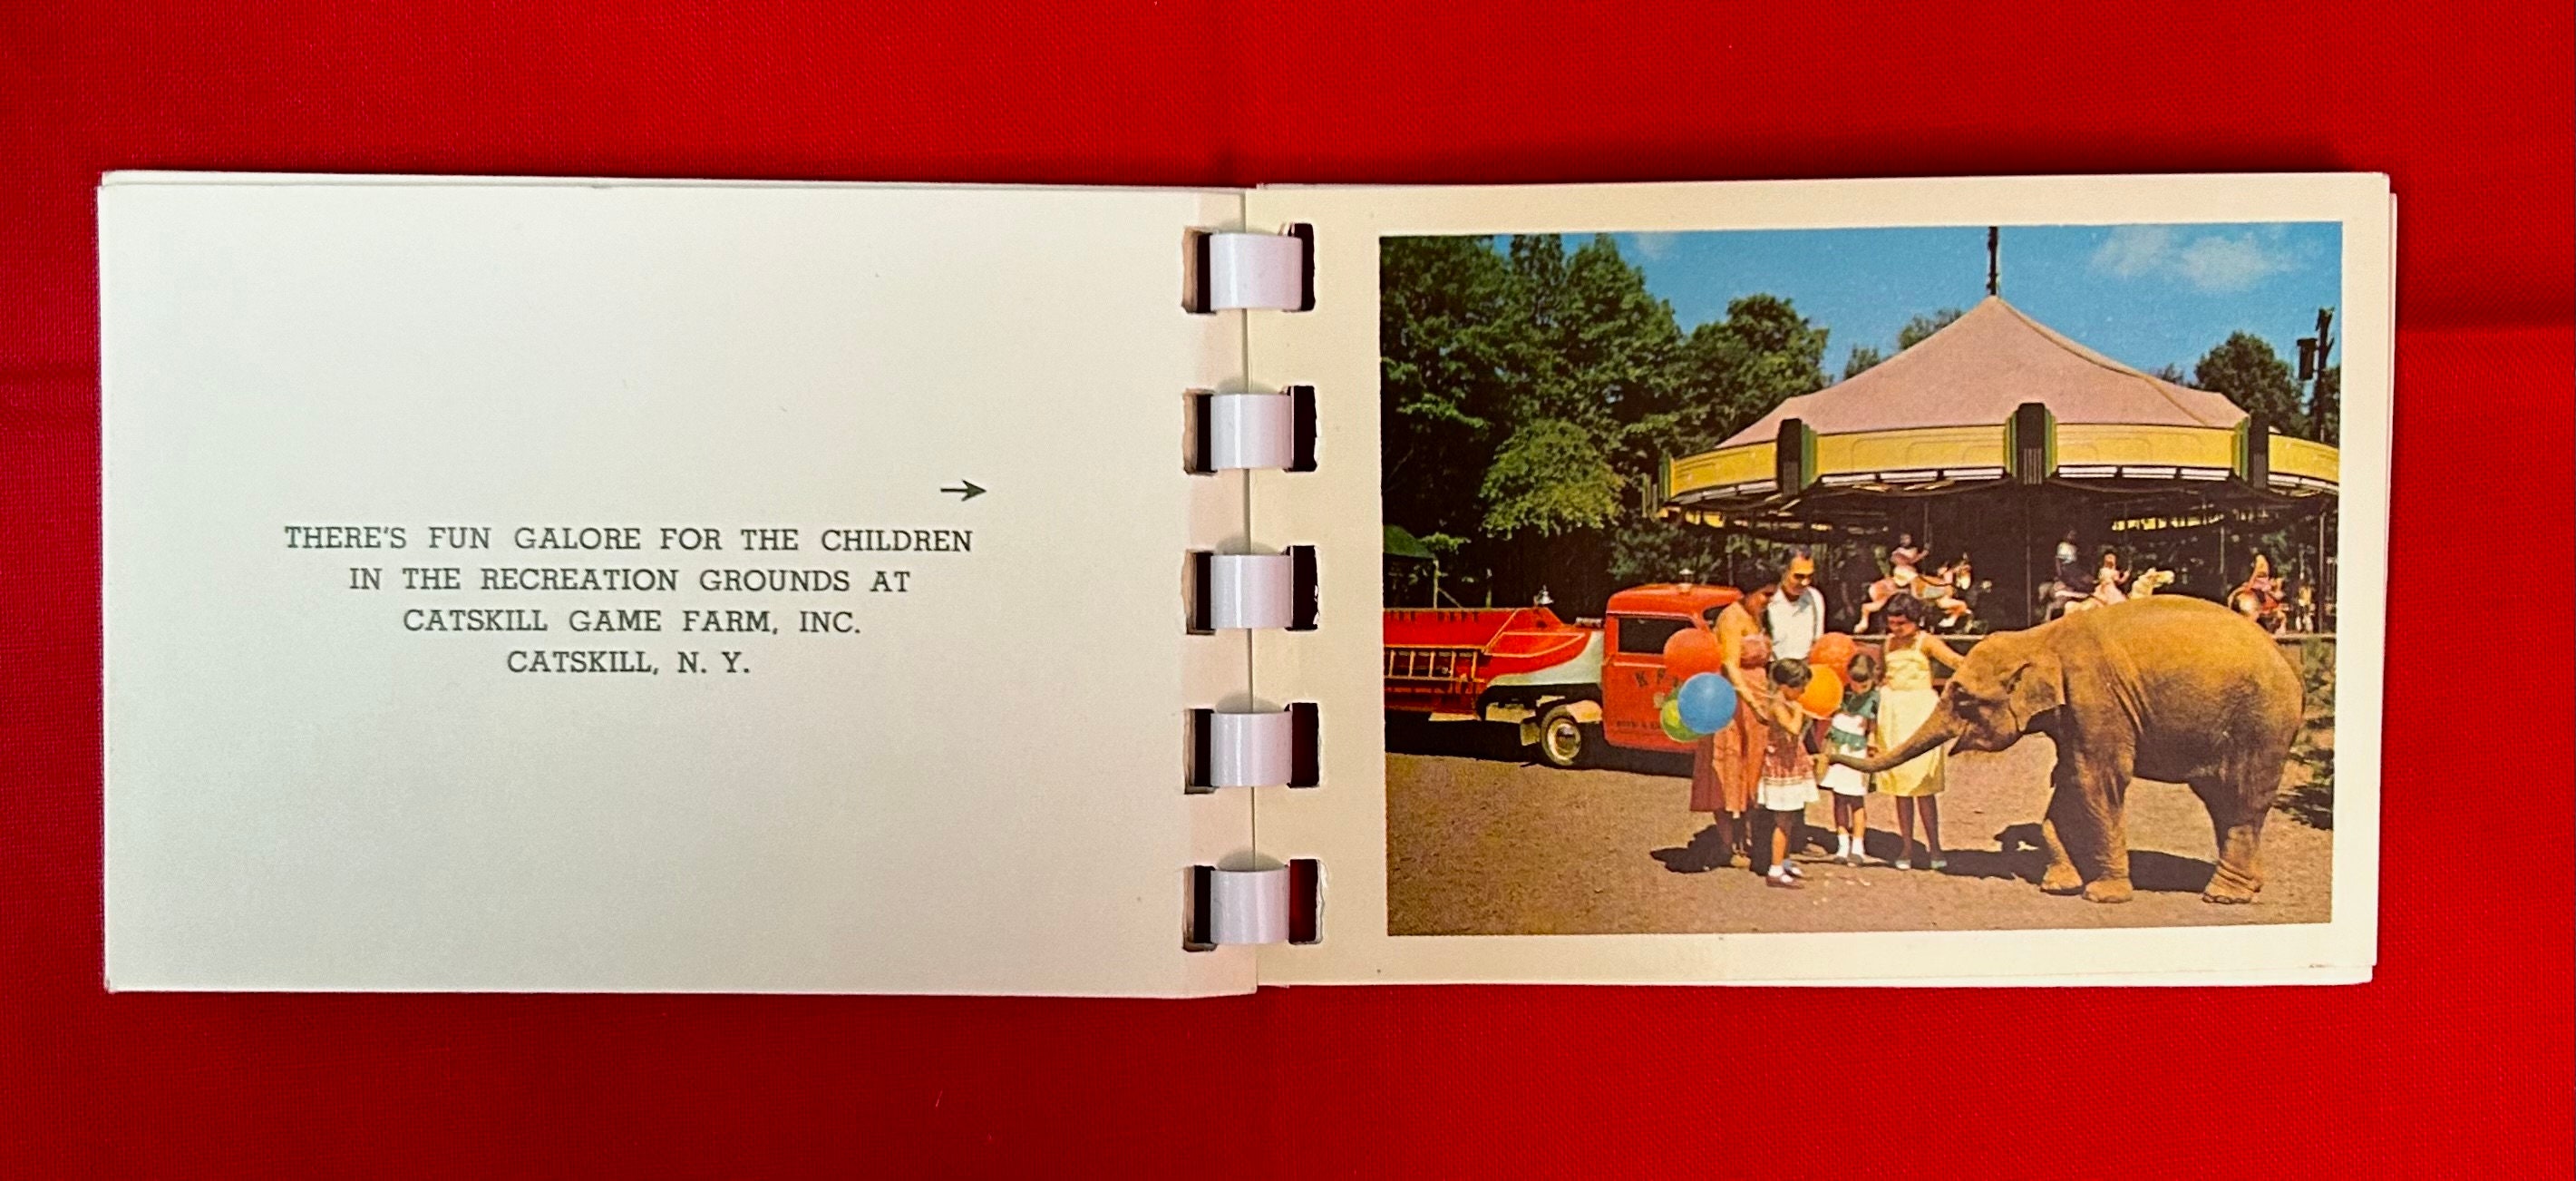 →
THERE'S FUN GALORE FOR THE CHILDREN
IN THE RECREATION GROUNDS AT
CATSKILL GAME FARM, INC.
CATSKILL, N. Y.